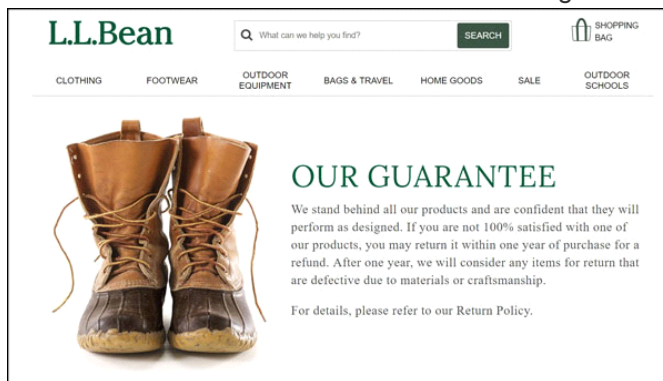 L.L.Bean
What can we help you find?
SEARCH
SHOPPING
BAG
CLOTHING
FOOTWEAR
OUTDOOR
EQUIPMENT
BAGS & TRAVEL
HOME GOODS
SALE
OUTDOOR
SCHOOLS
OUR GUARANTEE
We stand behind all our products and are confident that they will
perform as designed. If you are not 100% satisfied with one of
our products, you may return it within one year of purchase for a
refund. After one year, we will consider any items for return that
are defective due to materials or craftsmanship.
For details, please refer to our Return Policy.